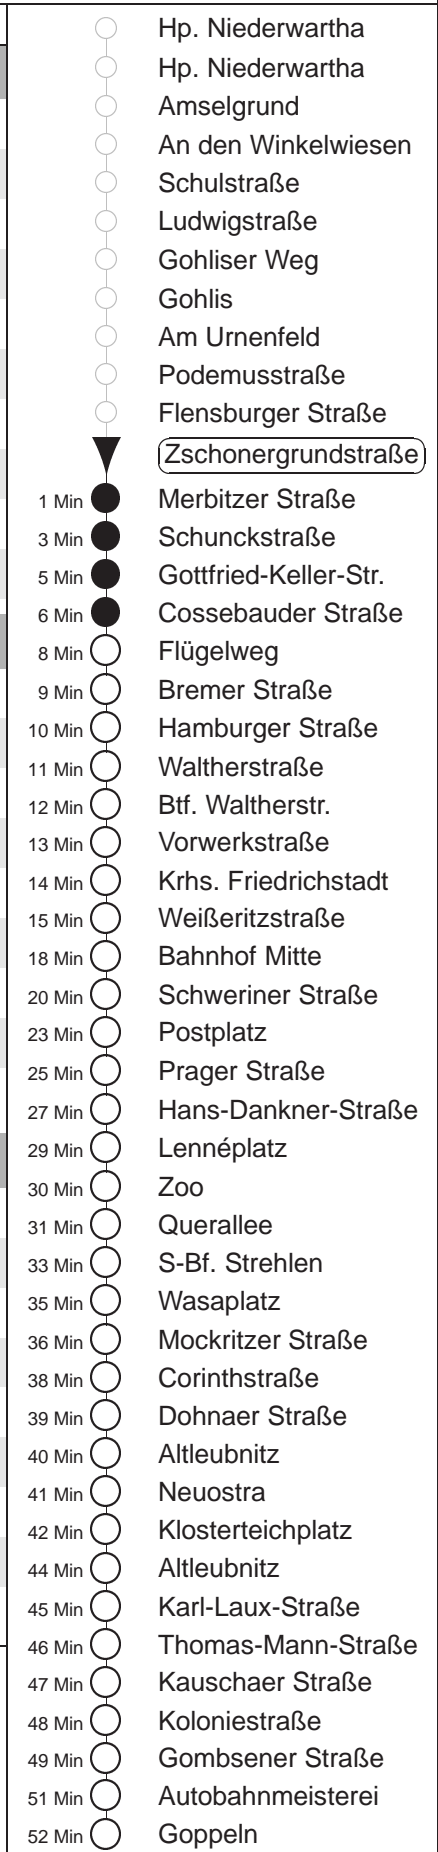 Hp. Niederwartha
Hp. Niederwartha
Amselgrund
An den Winkelwiesen
Schulstraße
Ludwigstraße
Gohliser Weg
Gohlis
Am Urnenfeld
Podemusstraße
Flensburger Straße
Zschonergrundstraße
1 Min Merbitzer Straße
3 Min Schunckstraße
5 Min Gottfried-Keller-Str.
6 Min Cossebauder Straße
8 Min Flügelweg
9 Min Bremer Straße
10 Min Hamburger Straße
11 Min Waltherstraße
12 Min Btf. Waltherstr.
13 Min Vorwerkstraße
14 Min Krhs. Friedrichstadt
15 Min Weißeritzstraße
18 Min Bahnhof Mitte
20 Min Schweriner Straße
23 Min Postplatz
25 Min Prager Straße
27 Min Hans-Dankner-Straße
29 Min Lennéplatz
30 Min Zoo
31 Min Querallee
33 Min S-Bf. Strehlen
35 Min Wasaplatz
36 Min Mockritzer Straße
38 Min Corinthstraße
39 Min Dohnaer Straße
40 Min Altleubnitz
41 Min Neuostra
42 Min Klosterteichplatz
44 Min Altleubnitz
45 Min Karl-Laux-Straße
46 Min Thomas-Mann-Straße
47 Min Kauschaer Straße
48 Min Koloniestraße
49 Min Gombsener Straße
51 Min Autobahnmeisterei
52 Min Goppeln